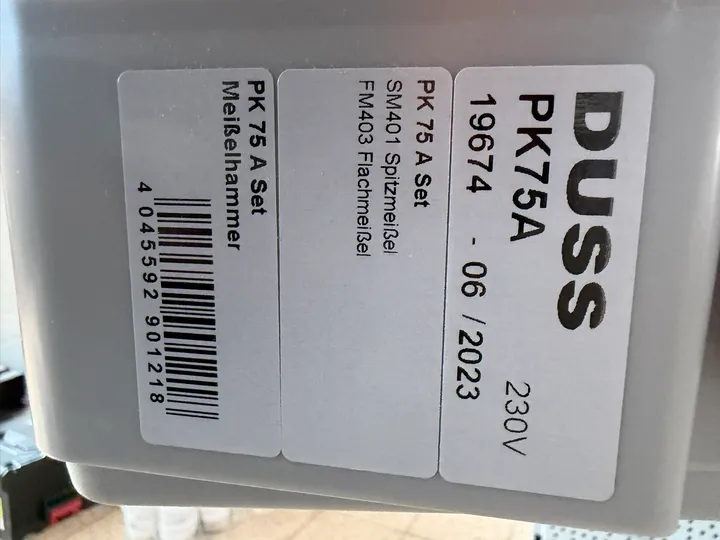 DUSS
PK75A 230V
19674 - 06 / 2023
PK 75 A Set
SM401 Spitzmeißel
FM403 Flachmeißel
PK 75 A Set
Meißelhammer
4 045592 901218